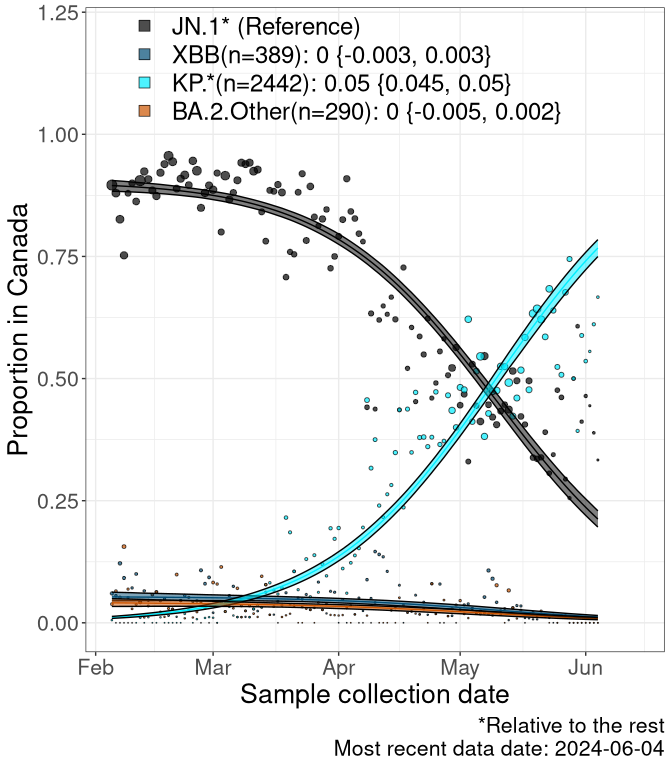 JN.1* (Reference)
XBB(n=389): 0 {-0.003, 0.003}
KP.*(n=2442): 0.05 {0.045, 0.05}
BA.2.Other(n=290): 0 {-0.005, 0.002}
1.25
1.00
0.75
0.50
0.25
0.00
Proportion in Canada
Feb Mar Apr May Jun
Sample collection date
*Relative to the rest
Most recent data date: 2024-06-04